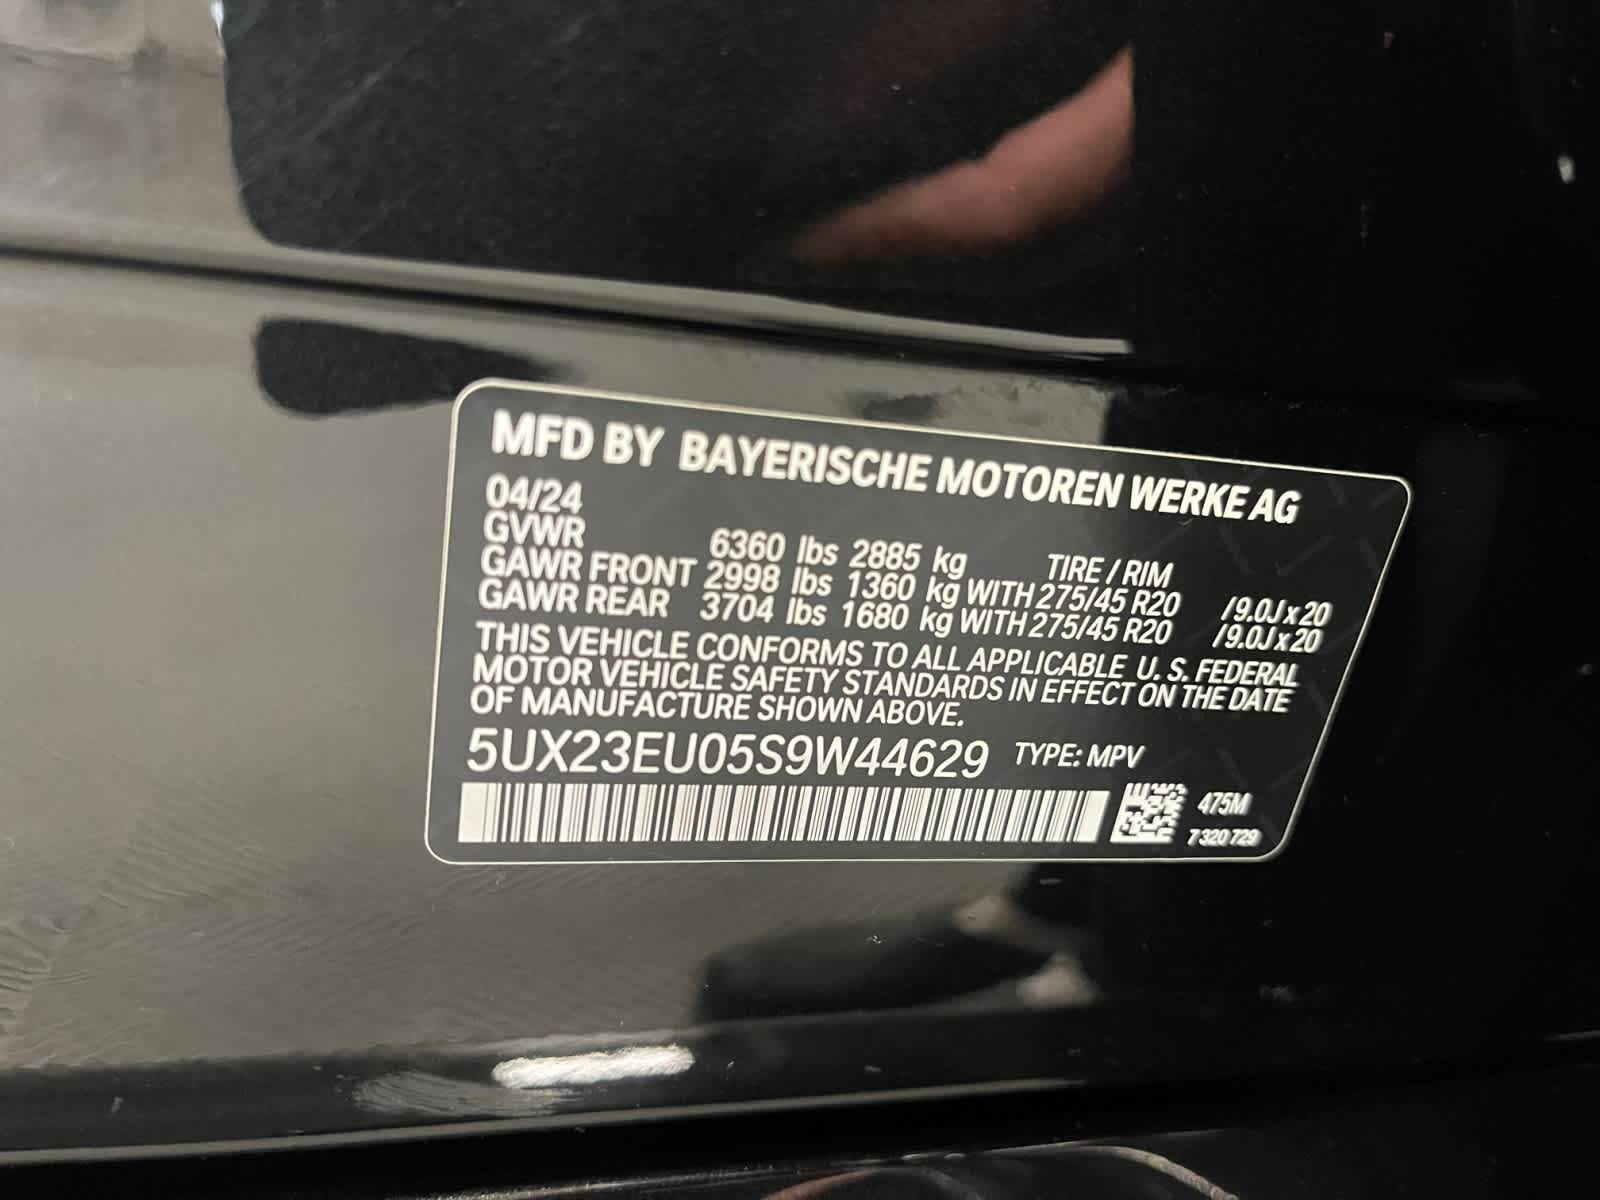 MFD BY BAYERISCHE MOTOREN WERKE AG
04/24
GVWR 6360 lbs 2885 kg TIRE / RIM
GAWR FRONT 2998 lbs 1360 kg WITH 275/45 R20 /9.0J x 20
GAWR REAR 3704 lbs 1680 kg WITH 275/45 R20 /9.0J x 20
THIS VEHICLE CONFORMS TO ALL APPLICABLE U. S. FEDERAL
MOTOR VEHICLE SAFETY STANDARDS IN EFFECT ON THE DATE
OF MANUFACTURE SHOWN ABOVE.
5UX23EU05S9W44629 TYPE: MPV
475M
7 320 729